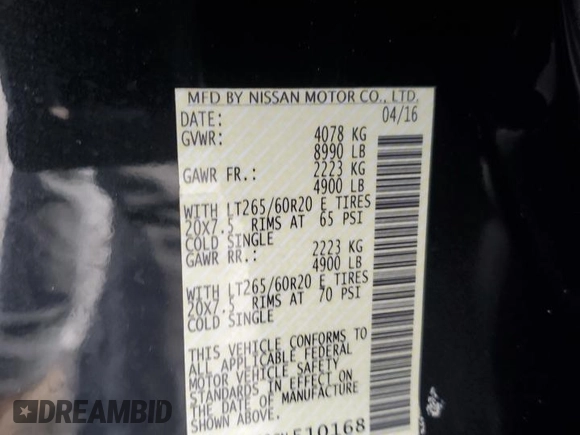 MFD BY NISSAN MOTOR CO., LTD.
DATE: 04/16
GVWR: 4078 KG
8990 LB
GAWR FR.: 2223 KG
4900 LB
WITH LT265/60R20 E TIRES
20X7.5 RIMS AT 65 PSI
COLD SINGLE
GAWR RR.: 2223 KG
4900 LB
WITH LT265/60R20 E TIRES
20X7.5 RIMS AT 70 PSI
COLD SINGLE
THIS VEHICLE CONFORMS TO
ALL APPLICABLE FEDERAL
MOTOR VEHICLE SAFETY
STANDARDS IN EFFECT ON
THE DATE OF MANUFACTURE
SHOWN ABOVE.
510168
DREAMBID